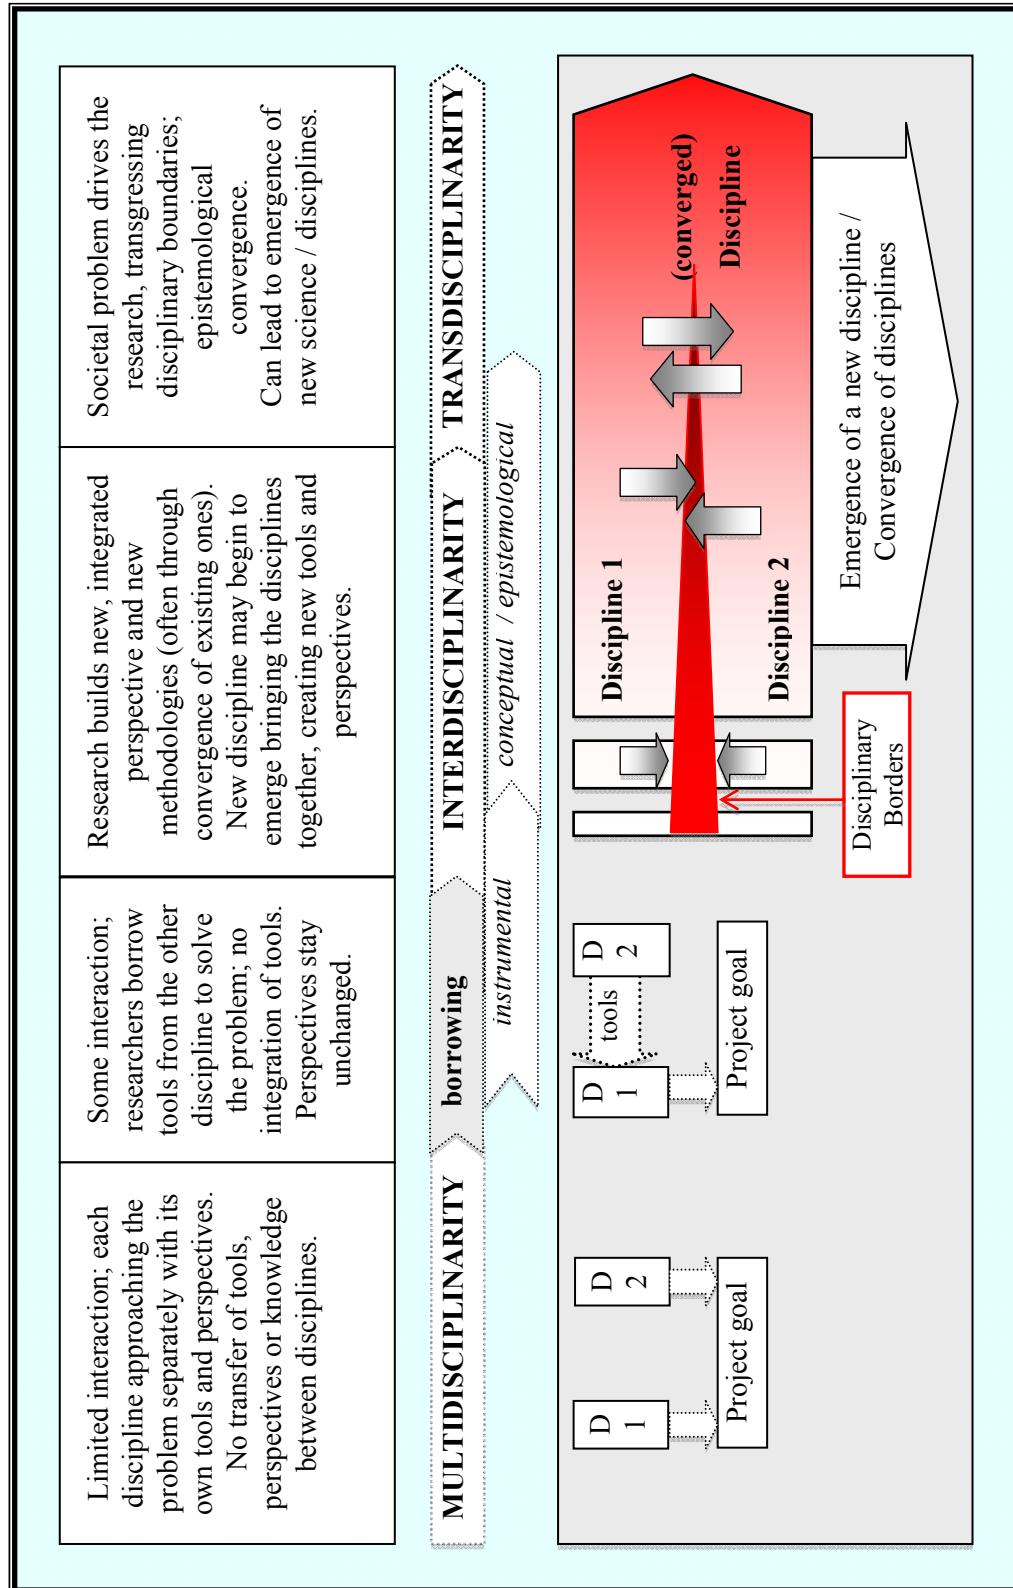 Limited interaction; each
discipline approaching the
problem separately with its
own tools and perspectives.
No transfer of tools,
perspectives or knowledge
between disciplines.
Some interaction;
researchers borrow
tools from the other
discipline to solve
the problem; no
integration of tools.
Perspectives stay
unchanged.
Research builds new, integrated
perspective and new
methodologies (often through
convergence of existing ones).
New discipline may begin to
emerge bringing the disciplines
together, creating new tools and
perspectives.
Societal problem drives the
research, transgressing
disciplinary boundaries;
epistemological
convergence.
Can lead to emergence of
new science / disciplines.
MULTIDISCIPLINARITY
borrowing
INTERDISCIPLINARITY
TRANSDISCIPLINARITY
instrumental
conceptual / epistemological
D
1
D
2
Project goal
D
1
tools
D
2
Project goal
Discipline 1
Discipline 2
(converged)
Discipline
Disciplinary
Borders
Emergence of a new discipline /
Convergence of disciplines